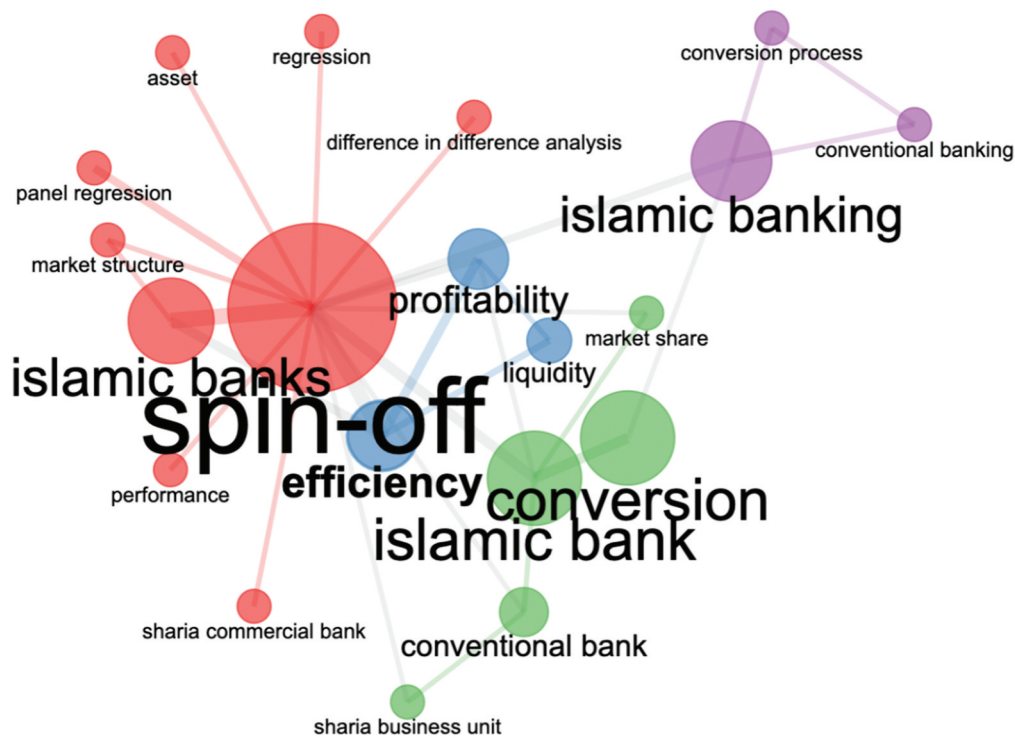 conversion process
regression
asset
difference in difference analysis
conventional banking
panel regression
islamic banking
market structure
profitability
market share
liquidity
islamic banks
spin-off
efficiency
conversion
performance
islamic bank
sharia commercial bank
conventional bank
sharia business unit